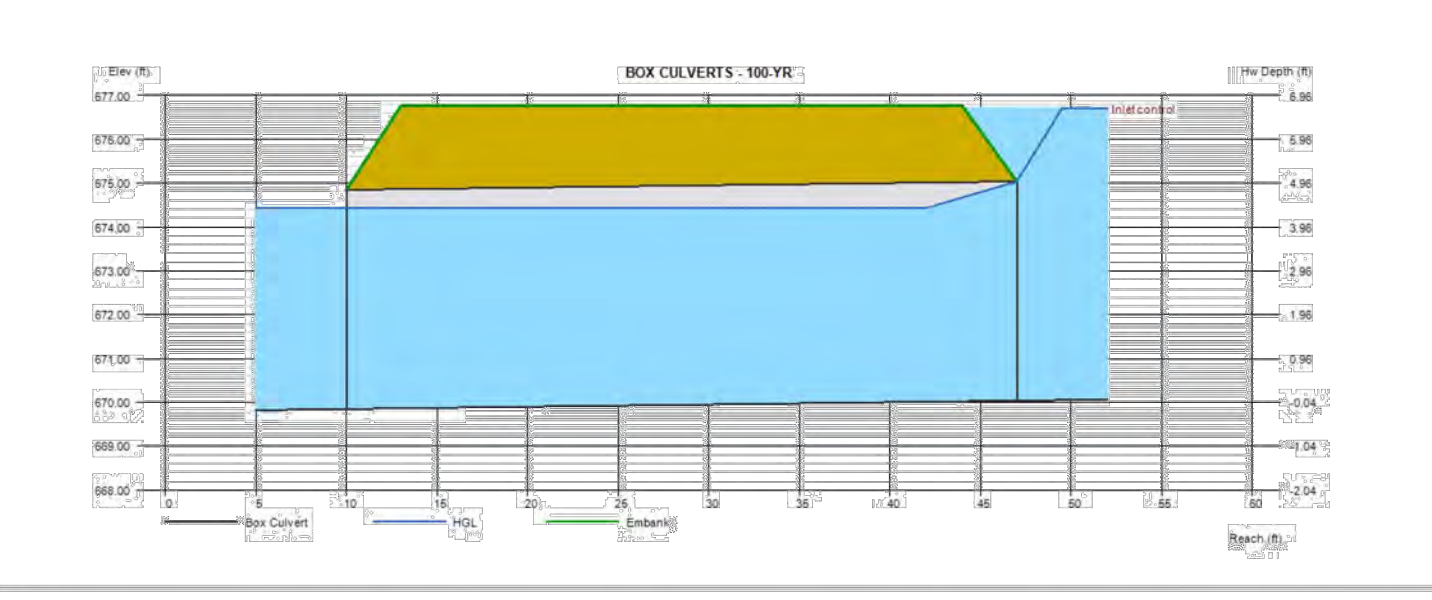 Elev (ft)
BOX CULVERTS - 100-YR
Hw Depth (ft)
677.00
6.96
Inlet control
676.00
5.96
675.00
4.96
674.00
3.96
673.00
2.96
672.00
1.96
671.00
0.96
670.00
-0.04
669.00
-1.04
668.00
-2.04
0 5 10 15 20 25 30 35 40 45 50 55 60
Box Culvert HGL Embank
Reach (ft)